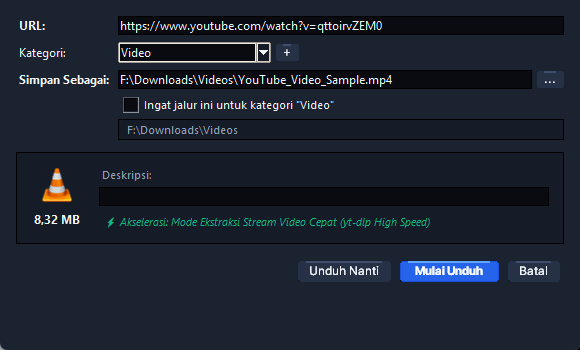 URL: https://www.youtube.com/watch?v=qttoirvZEM0
Kategori: Video +
Simpan Sebagai: F:\Downloads\Videos\YouTube_Video_Sample.mp4 ...
Ingat jalur ini untuk kategori "Video"
F:\Downloads\Videos
Deskripsi:
8,32 MB
Akselerasi: Mode Ekstraksi Stream Video Cepat (yt-dlp High Speed)
Unduh Nanti Mulai Unduh Batal